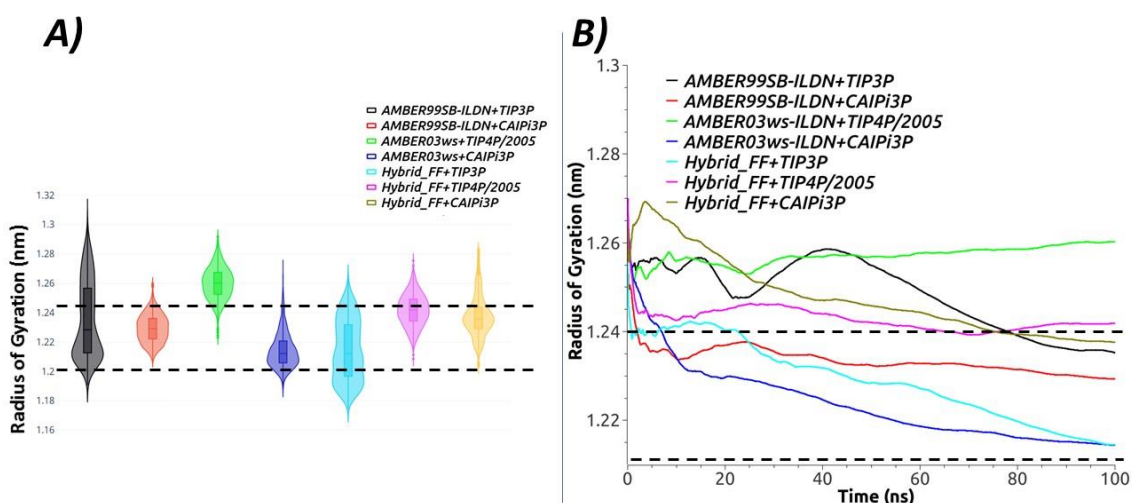 A)
AMBER99SB-ILDN+TIP3P
AMBER99SB-ILDN+CAIPi3P
AMBER03ws+TIP4P/2005
AMBER03ws+CAIPi3P
Hybrid_FF+TIP3P
Hybrid_FF+TIP4P/2005
Hybrid_FF+CAIPi3P
Radius of Gyration (nm)
1.32
1.3
1.28
1.26
1.24
1.22
1.2
1.18
1.16
B)
AMBER99SB-ILDN+TIP3P
AMBER99SB-ILDN+CAIPi3P
AMBER03ws-ILDN+TIP4P/2005
AMBER03ws-ILDN+CAIPi3P
Hybrid_FF+TIP3P
Hybrid_FF+TIP4P/2005
Hybrid_FF+CAIPi3P
Radius of Gyration (nm)
1.3
1.28
1.26
1.24
1.22
0 20 40 60 80 100
Time (ns)